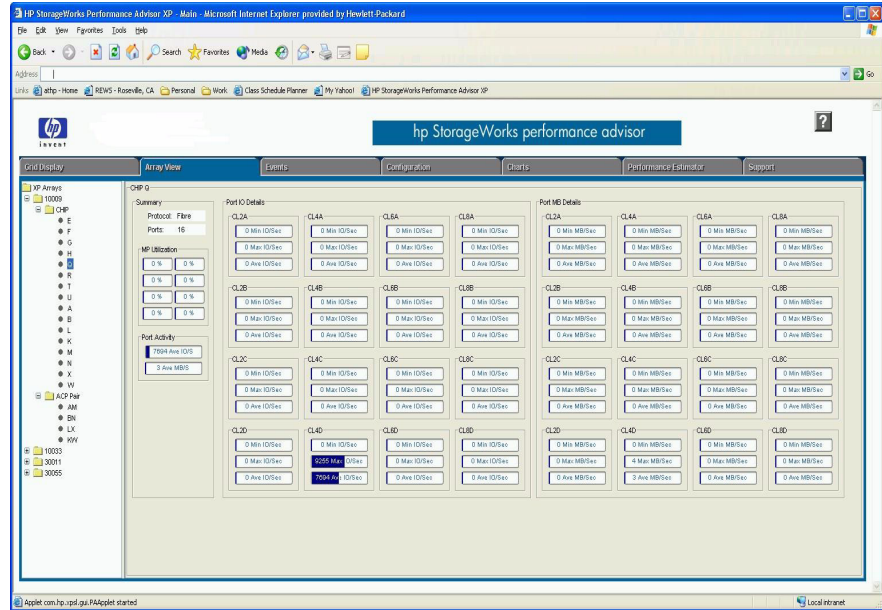 HP StorageWorks Performance Advisor XP - Main - Microsoft Internet Explorer provided by Hewlett-Packard
File Edit View Favorites Tools Help
Back Search Favorites Media
Address Go
Links athp - Home REWS - Roseville, CA Personal Work Class Schedule Planner My Yahoo! HP StorageWorks Performance Advisor XP
hp
invent
hp StorageWorks performance advisor
?
Grid Display Array View Events Configuration Charts Performance Estimator Support
XP Arrays
10009
CHIP
E
F
G
H
Q
R
T
U
A
B
L
K
M
N
X
W
ACP Pair
AM
BN
LX
KW
10033
30011
30055
CHIP Q
Summary
Protocol: Fibre
Ports: 16
MP Utilization
0 % 0 %
0 % 0 %
0 % 0 %
0 % 0 %
Port Activity
7694 Ave IO/S
3 Ave MB/S
Port IO Details
CL2A CL4A CL6A CL8A
0 Min IO/Sec 0 Min IO/Sec 0 Min IO/Sec 0 Min IO/Sec
0 Max IO/Sec 0 Max IO/Sec 0 Max IO/Sec 0 Max IO/Sec
0 Ave IO/Sec 0 Ave IO/Sec 0 Ave IO/Sec 0 Ave IO/Sec
CL2B CL4B CL6B CL8B
0 Min IO/Sec 0 Min IO/Sec 0 Min IO/Sec 0 Min IO/Sec
0 Max IO/Sec 0 Max IO/Sec 0 Max IO/Sec 0 Max IO/Sec
0 Ave IO/Sec 0 Ave IO/Sec 0 Ave IO/Sec 0 Ave IO/Sec
CL2C CL4C CL6C CL8C
0 Min IO/Sec 0 Min IO/Sec 0 Min IO/Sec 0 Min IO/Sec
0 Max IO/Sec 0 Max IO/Sec 0 Max IO/Sec 0 Max IO/Sec
0 Ave IO/Sec 0 Ave IO/Sec 0 Ave IO/Sec 0 Ave IO/Sec
CL2D CL4D CL6D CL8D
0 Min IO/Sec 0 Min IO/Sec 0 Min IO/Sec 0 Min IO/Sec
0 Max IO/Sec 9255 Max IO/Sec 0 Max IO/Sec 0 Max IO/Sec
0 Ave IO/Sec 7694 Ave IO/Sec 0 Ave IO/Sec 0 Ave IO/Sec
Port MB Details
CL2A CL4A CL6A CL8A
0 Min MB/Sec 0 Min MB/Sec 0 Min MB/Sec 0 Min MB/Sec
0 Max MB/Sec 0 Max MB/Sec 0 Max MB/Sec 0 Max MB/Sec
0 Ave MB/Sec 0 Ave MB/Sec 0 Ave MB/Sec 0 Ave MB/Sec
CL2B CL4B CL6B CL8B
0 Min MB/Sec 0 Min MB/Sec 0 Min MB/Sec 0 Min MB/Sec
0 Max MB/Sec 0 Max MB/Sec 0 Max MB/Sec 0 Max MB/Sec
0 Ave MB/Sec 0 Ave MB/Sec 0 Ave MB/Sec 0 Ave MB/Sec
CL2C CL4C CL6C CL8C
0 Min MB/Sec 0 Min MB/Sec 0 Min MB/Sec 0 Min MB/Sec
0 Max MB/Sec 0 Max MB/Sec 0 Max MB/Sec 0 Max MB/Sec
0 Ave MB/Sec 0 Ave MB/Sec 0 Ave MB/Sec 0 Ave MB/Sec
CL2D CL4D CL6D CL8D
0 Min MB/Sec 0 Min MB/Sec 0 Min MB/Sec 0 Min MB/Sec
0 Max MB/Sec 4 Max MB/Sec 0 Max MB/Sec 0 Max MB/Sec
0 Ave MB/Sec 3 Ave MB/Sec 0 Ave MB/Sec 0 Ave MB/Sec
Applet com.hp.xpsl.gui.PAApplet started Local intranet